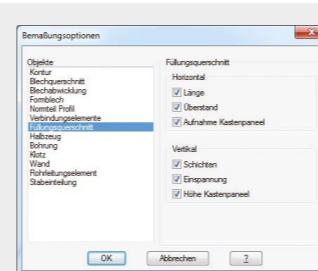 Bemaßungsoptionen
Objekte
Kontur
Blechquerschnitt
Blechabwicklung
Formblech
Normteil Profil
Verbindungselemente
Füllungsquerschnitt
Halbzeug
Bohrung
Klotz
Wand
Rohrleitungselement
Stabeinteilung
Füllungsquerschnitt
Horizontal
Länge
Überstand
Aufnahme Kastenpaneel
Vertikal
Schichten
Einspannung
Höhe Kastenpaneel
OK
Abbrechen
?